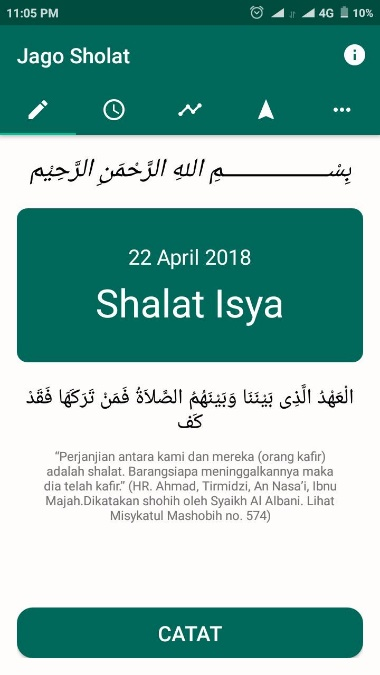 11:05 PM 4G 10%
Jago Sholat
بِسْـــــــــــــــــمِ اللهِ الرَّحْمَنِ الرَّحِيْمِ
22 April 2018
Shalat Isya
الْعَهْدُ الَّذِى بَيْنَنَا وَبَيْنَهُمُ الصَّلاَةُ فَمَنْ تَرَكَهَا فَقَدْ
كَف
“Perjanjian antara kami dan mereka (orang kafir)
adalah shalat. Barangsiapa meninggalkannya maka
dia telah kafir.” (HR. Ahmad, Tirmidzi, An Nasa’i, Ibnu
Majah.Dikatakan shohih oleh Syaikh Al Albani. Lihat
Misykatul Mashobih no. 574)
CATAT